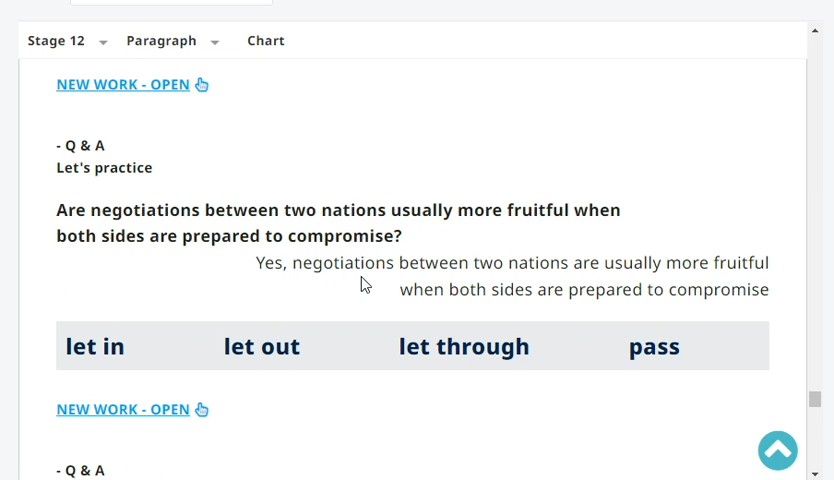 Stage 12 Paragraph Chart
NEW WORK - OPEN
- Q & A
Let's practice
Are negotiations between two nations usually more fruitful when
both sides are prepared to compromise?
Yes, negotiations between two nations are usually more fruitful
when both sides are prepared to compromise
let in let out let through pass
NEW WORK - OPEN
- Q & A